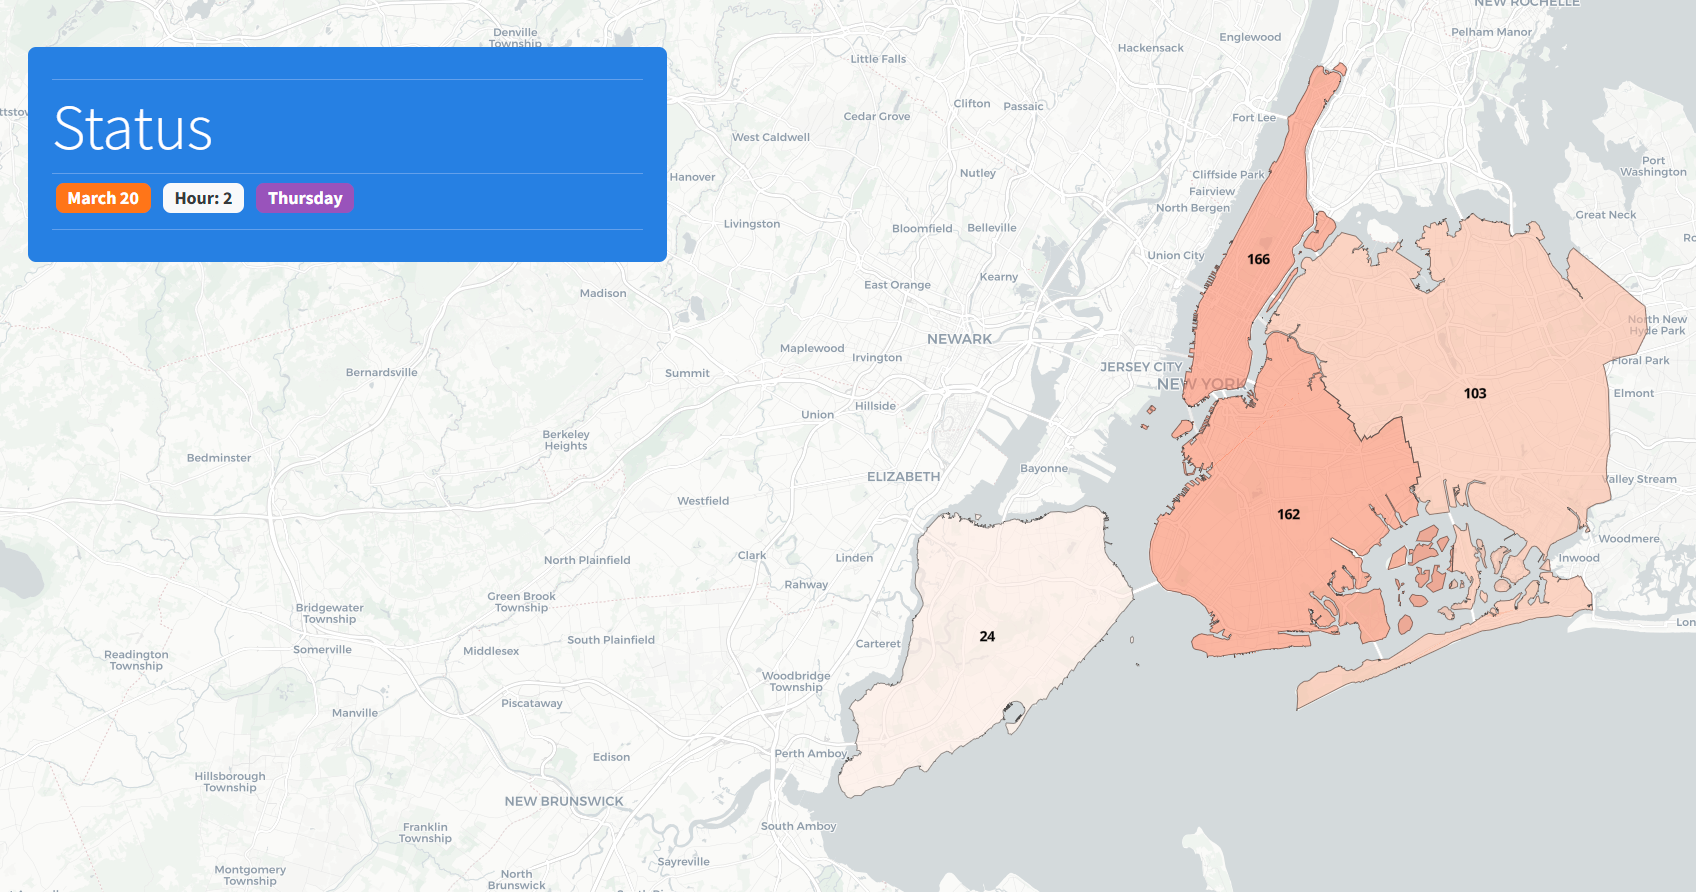 NEW ROCHELLE
Denville
Township
Pelham Manor
Englewood
Hackensack
Little Falls
Status
Clifton
Passaic
Cedar Grove
Fort Lee
West Caldwell
Port
Washington
Hanover
Nutley
Cliffside Park
Fairview
March 20
Hour: 2
Thursday
North Bergen
Great Neck
Livingston
Bloomfield
Belleville
Union City
166
Kearny
East Orange
Madison
North New
Hyde Park
NEWARK
Maplewood
Irvington
Floral Park
JERSEY CITY
Bernardsville
Summit
NEW YORK
103
Elmont
Hillside
Union
Berkeley
Heights
Bedminster
Bayonne
ELIZABETH
Valley Stream
Westfield
162
Woodmere
North Plainfield
Clark
Linden
Inwood
Rahway
Green Brook
Township
Bridgewater
Township
24
South Plainfield
Carteret
Somerville
Middlesex
Readington
Township
Woodbridge
Township
Piscataway
Manville
Perth Amboy
Edison
Hillsborough
Township
NEW BRUNSWICK
South Amboy
Franklin
Township
Sayreville
Montgomery
Township
North
Brunswick